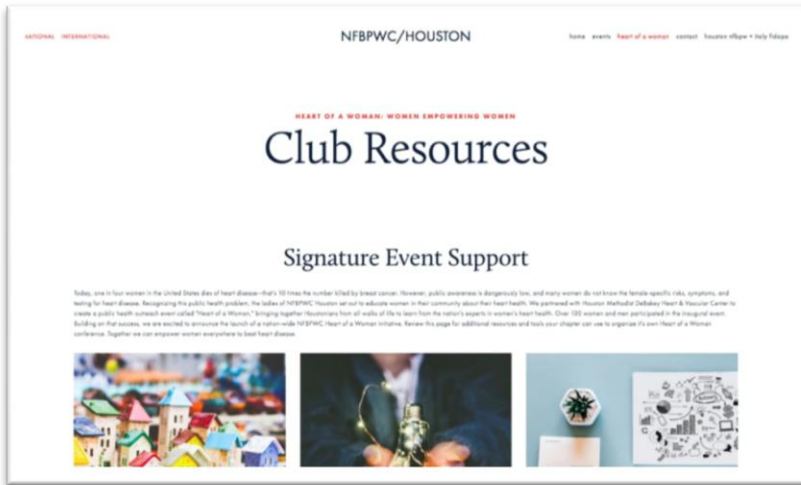 NATIONAL INTERNATIONAL
NFBPWC/HOUSTON
home events heart of a woman contact houston nfbpw + italy fidapa
HEART OF A WOMAN: WOMEN EMPOWERING WOMEN
Club Resources
Signature Event Support
Today, one in four women in the United States dies of heart disease—that's 10 times the number killed by breast cancer. However, public awareness is dangerously low, and many women do not know the female-specific risks, symptoms, and
testing for heart disease. Recognizing this public health problem, the ladies of NFBPWC Houston set out to educate women in their community about their heart health. We partnered with Houston Methodist DeBakey Heart & Vascular Center to
create a public health outreach event called "Heart of a Woman," bringing together Houstonians from all walks of life to learn from the nation's experts in women's heart health. Over 100 women and men participated in the inaugural event.
Building on that success, we are excited to announce the launch of a nation-wide NFBPWC Heart of a Woman Initiative. Review this page for additional resources and tools your chapter can use to organize its own Heart of a Woman
conference. Together we can empower women everywhere to beat heart disease.